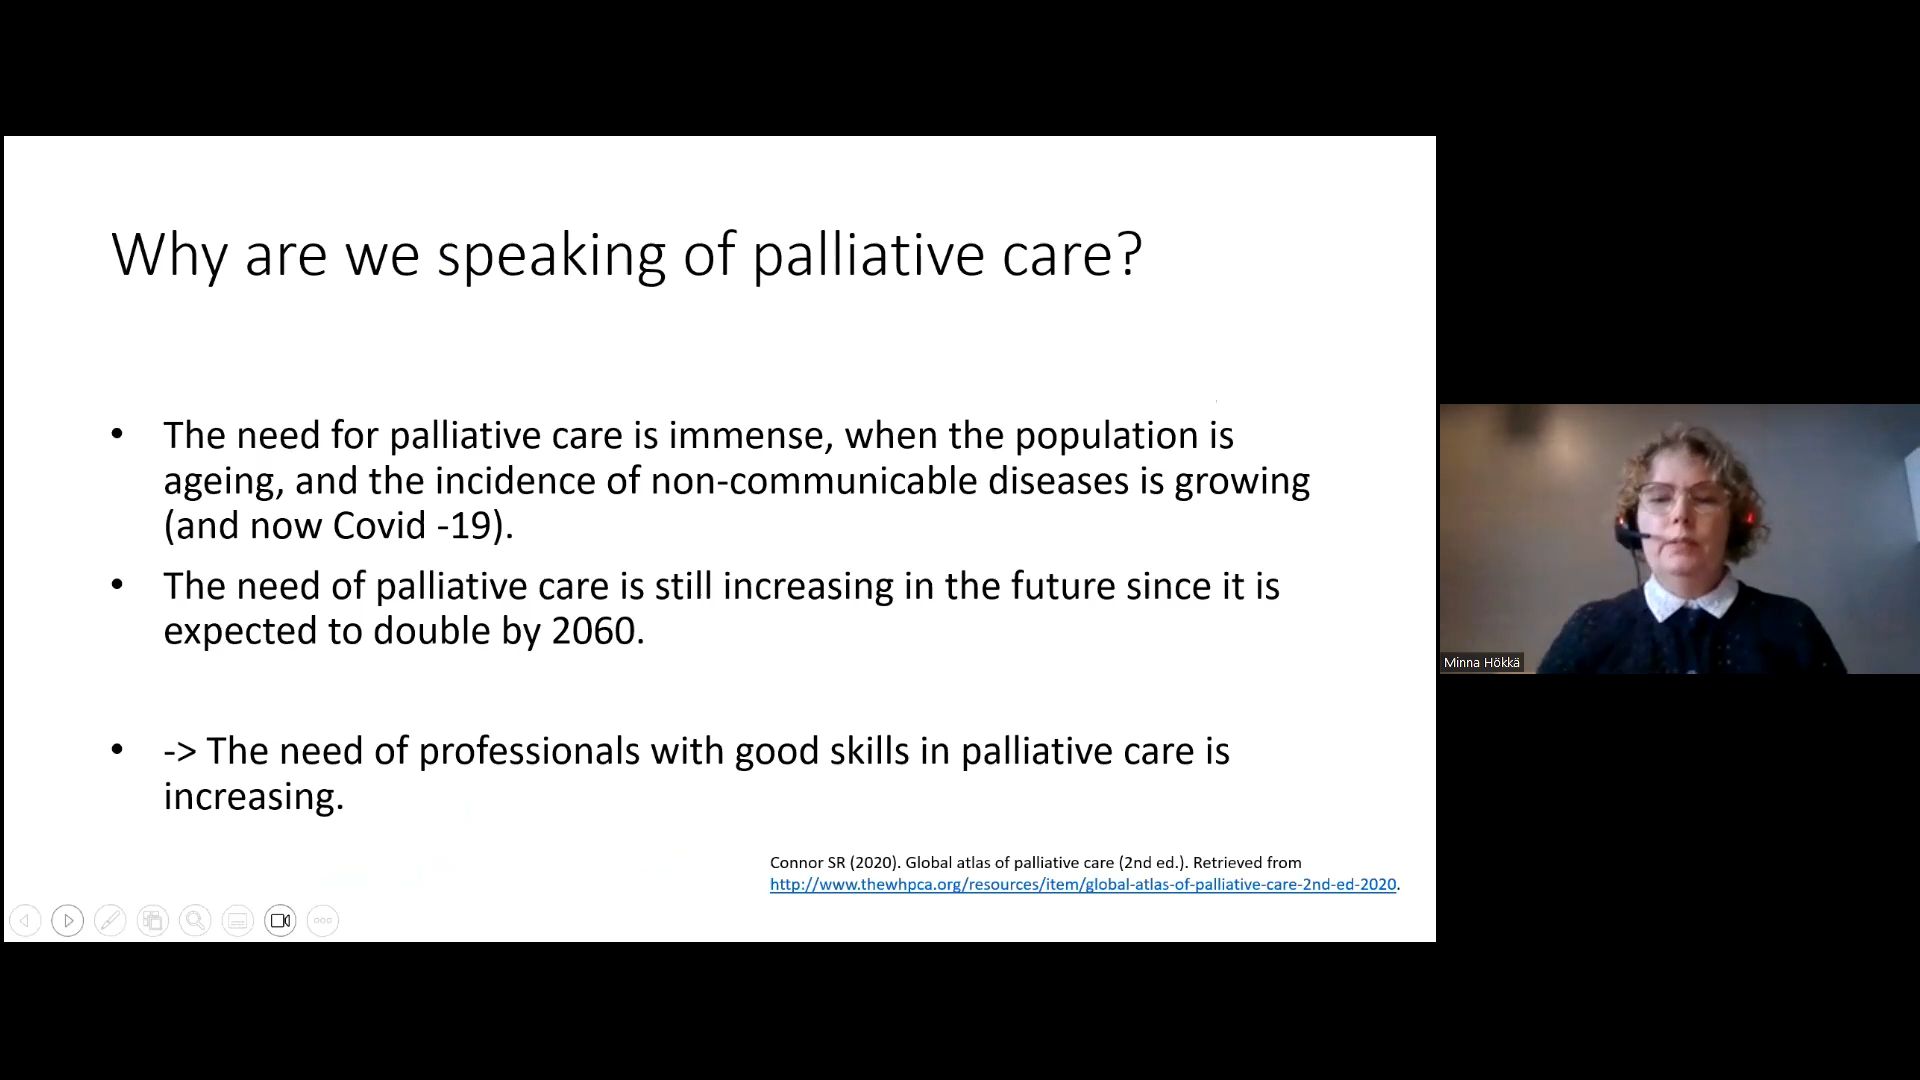 Why are we speaking of palliative care?
• The need for palliative care is immense, when the population is
ageing, and the incidence of non-communicable diseases is growing
(and now Covid -19).
• The need of palliative care is still increasing in the future since it is
expected to double by 2060.
• -> The need of professionals with good skills in palliative care is
increasing.
Connor SR (2020). Global atlas of palliative care (2nd ed.). Retrieved from
http://www.thewhpca.org/resources/item/global-atlas-of-palliative-care-2nd-ed-2020.
Minna Hökkä